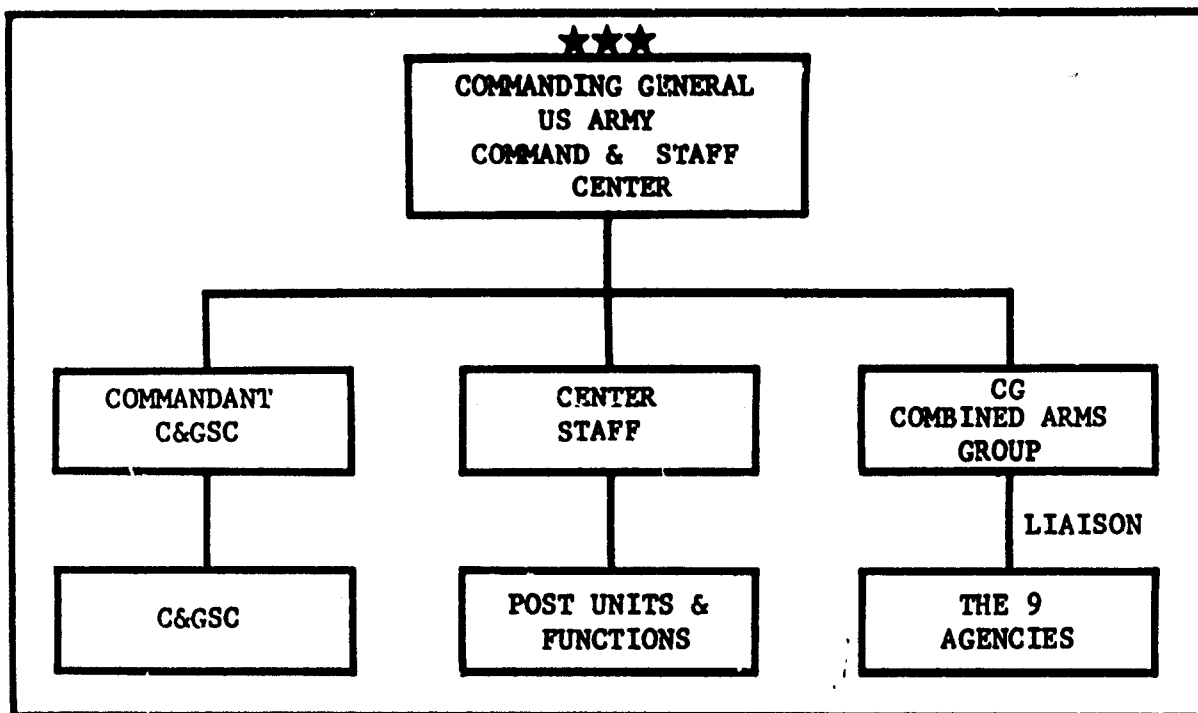 COMMANDING GENERAL
US ARMY
COMMAND & STAFF
CENTER
COMMANDANT
C&GSC
CENTER
STAFF
CG
COMBINED ARMS
GROUP
LIAISON
C&GSC
POST UNITS &
FUNCTIONS
THE 9
AGENCIES